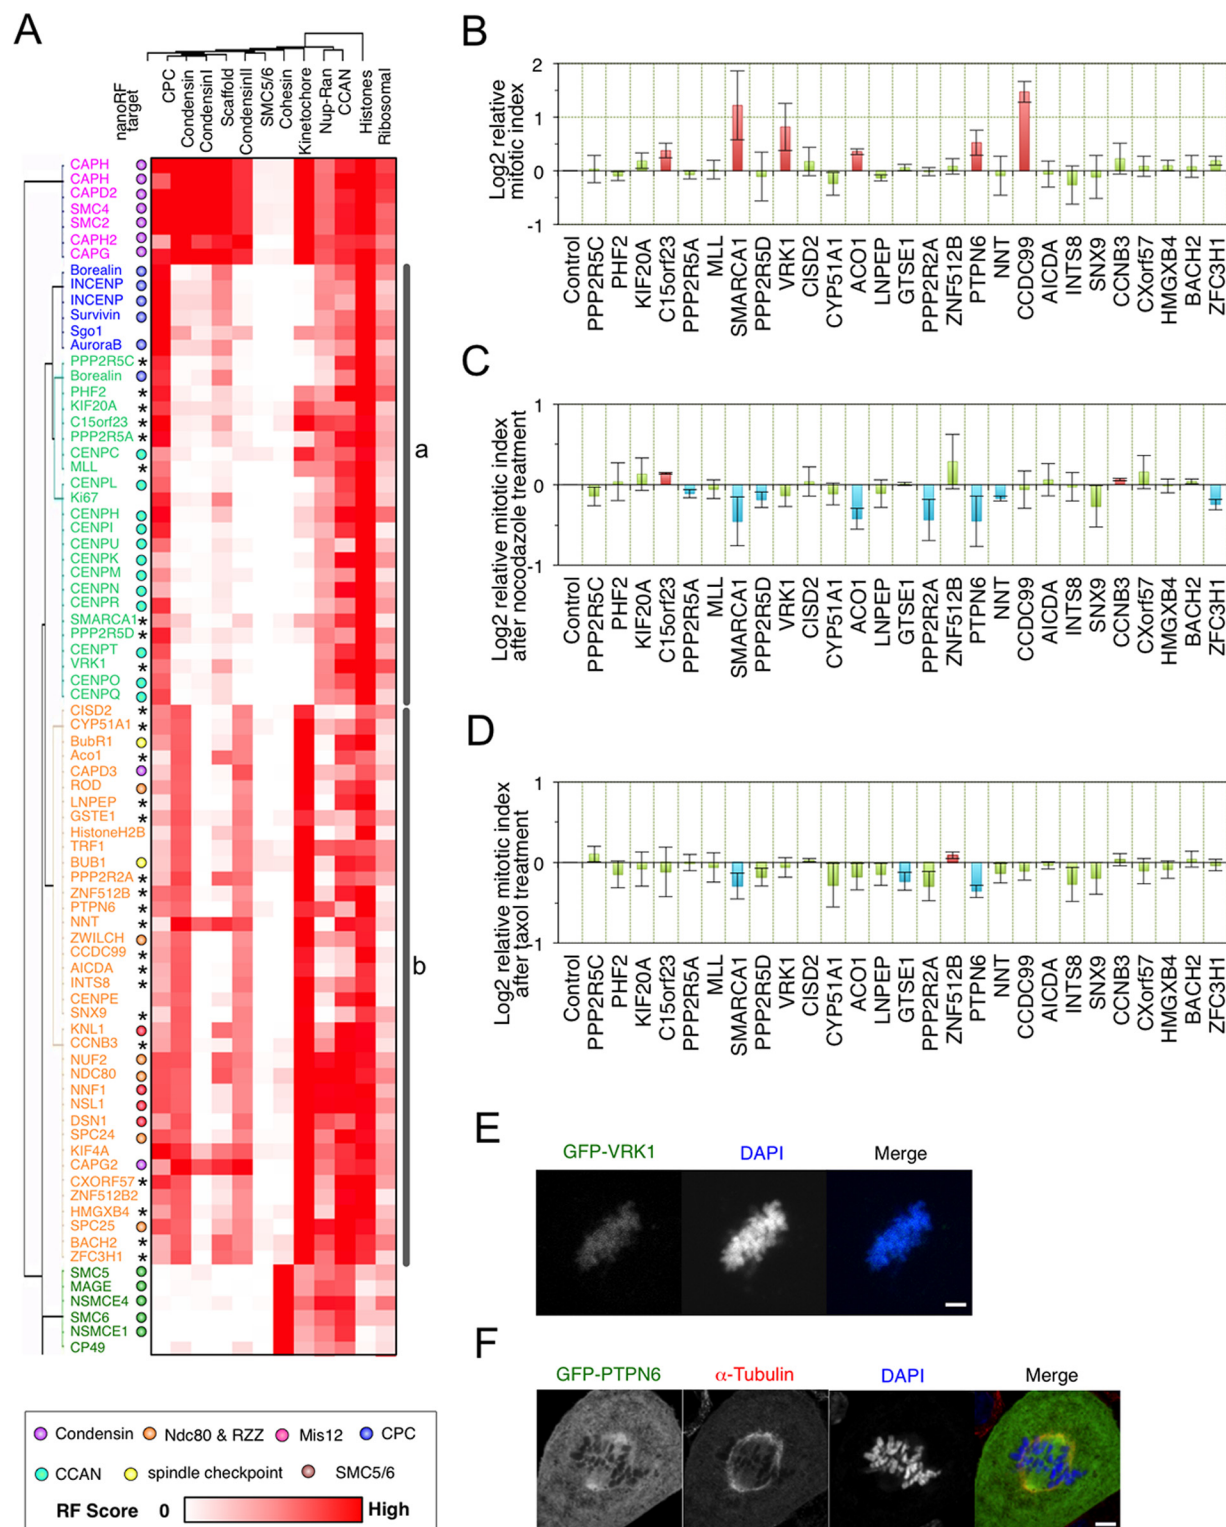 A
nanoRF
target
CPC
Condensin
CondensinI
Scaffold
CondensinII
SMC5/6
Cohesin
Kinetochore
Nup-Ran
CCAN
Histones
Ribosomal
CAPH
CAPH
CAPD2
SMC4
SMC2
CAPH2
CAPG
Borealin
INCENP
INCENP
Survivin
Sgo1
AuroraB
PPP2R5C *
Borealin
PHF2 *
KIF20A *
C15orf23 *
PPP2R5A *
CENPC
MLL *
CENPL
Ki67
CENPH
CENPI
CENPU
CENPK
CENPM
CENPN
CENPR
SMARCA1 *
PPP2R5D *
CENPT
VRK1 *
CENPO
CENPQ
CISD2 *
CYP51A1 *
BubR1
Aco1 *
CAPD3
ROD
LNPEP *
GSTE1 *
HistoneH2B
TRF1
BUB1
PPP2R2A *
ZNF512B *
PTPN6 *
NNT *
ZWILCH
CCDC99 *
AICDA *
INTS8 *
CENPE
SNX9 *
KNL1
CCNB3 *
NUF2
NDC80
NNF1
NSL1
DSN1
SPC24
KIF4A
CAPG2
CXORF57 *
ZNF512B2
HMGXB4 *
SPC25
BACH2 *
ZFC3H1 *
SMC5
MAGE
NSMCE4
SMC6
NSMCE1
CP49
a
b
Condensin
Ndc80 & RZZ
Mis12
CPC
CCAN
spindle checkpoint
SMC5/6
RF Score 0 High
B
Log2 relative
mitotic index
2
1
0
-1
Control
PPP2R5C
PHF2
KIF20A
C15orf23
PPP2R5A
MLL
SMARCA1
PPP2R5D
VRK1
CISD2
CYP51A1
ACO1
LNPEP
GTSE1
PPP2R2A
ZNF512B
PTPN6
NNT
CCDC99
AICDA
INTS8
SNX9
CCNB3
CXorf57
HMGXB4
BACH2
ZFC3H1
C
Log2 relative mitotic index
after nocodazole treatment
1
0
-1
Control
PPP2R5C
PHF2
KIF20A
C15orf23
PPP2R5A
MLL
SMARCA1
PPP2R5D
VRK1
CISD2
CYP51A1
ACO1
LNPEP
GTSE1
PPP2R2A
ZNF512B
PTPN6
NNT
CCDC99
AICDA
INTS8
SNX9
CCNB3
CXorf57
HMGXB4
BACH2
ZFC3H1
D
Log2 relative mitotic index
after taxol treatment
1
0
-1
Control
PPP2R5C
PHF2
KIF20A
C15orf23
PPP2R5A
MLL
SMARCA1
PPP2R5D
VRK1
CISD2
CYP51A1
ACO1
LNPEP
GTSE1
PPP2R2A
ZNF512B
PTPN6
NNT
CCDC99
AICDA
INTS8
SNX9
CCNB3
CXorf57
HMGXB4
BACH2
ZFC3H1
E
GFP-VRK1
DAPI
Merge
F
GFP-PTPN6
α-Tubulin
DAPI
Merge